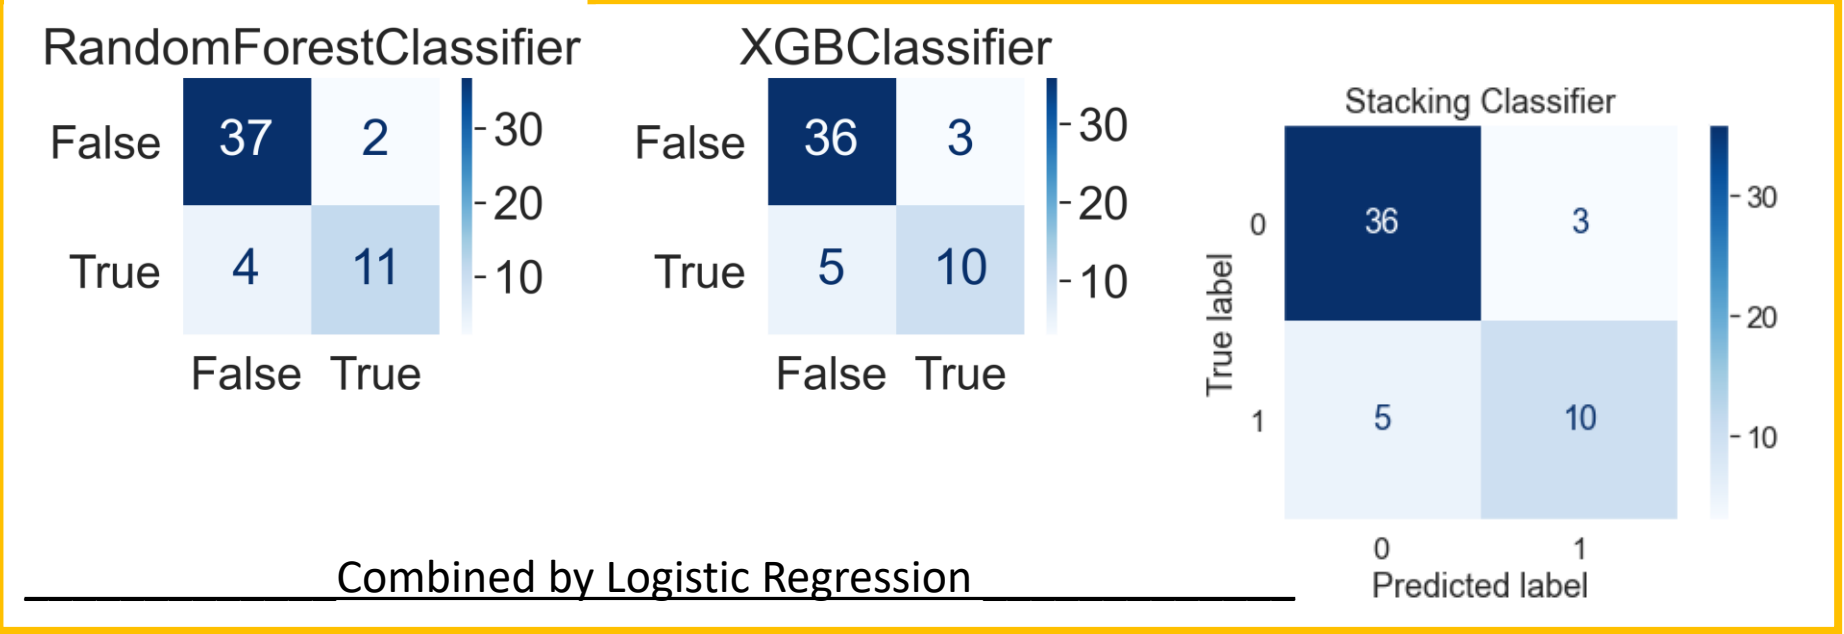 RandomForestClassifier
False 37 2
True 4 11
False True
30
20
10
XGBClassifier
False 36 3
True 5 10
False True
30
20
10
Stacking Classifier
True label
0 36 3
1 5 10
0 1
Predicted label
30
20
10
Combined by Logistic Regression